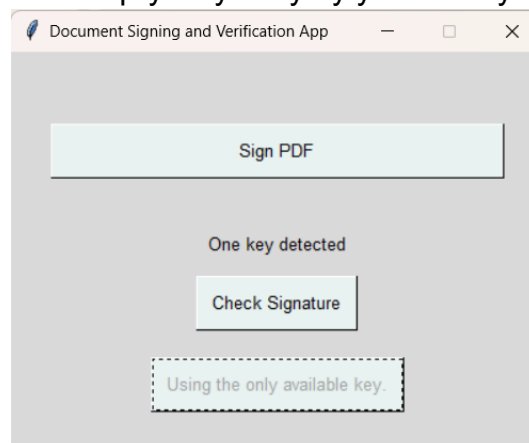 Document Signing and Verification App
Sign PDF
One key detected
Check Signature
Using the only available key.